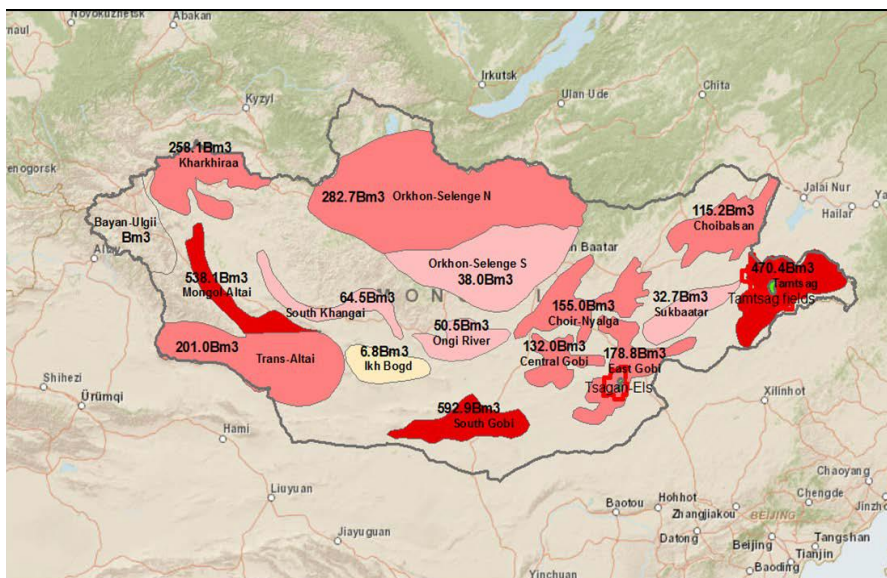 Novokuznetsk
Abakan
Irkutsk
Ulan Ude
Chita
Kyzyl
Jalai Nur
Hailar
258.1Bm3
Kharkhiraa
282.7Bm3
Orkhon-Selenge N
115.2Bm3
Choibalsan
Bayan-Ulgii
Bm3
538.1Bm3
Mongol Altai
Orkhon-Selenge S
38.0Bm3
470.4Bm3
Tamtsag
Tamtsag fields
64.5Bm3
South Khangai
155.0Bm3
Choir-Nyalga
32.7Bm3
Sukbaatar
50.5Bm3
Ongi River
201.0Bm3
Trans-Altai
6.8Bm3
Ikh Bogd
132.0Bm3
Central Gobi
178.8Bm3
East Gobi
Tsagan-Els
592.9Bm3
South Gobi
Shihezi
Ürümqi
Hami
Xilinhot
Liuyuan
Jiayuguan
Yinchuan
Baotou
Hohhot
Zhangjiakou
Datong
BEIJING
Beijing
Chaoyang
Chengde
Jinzho
Tangshan
Tianjin
Baoding